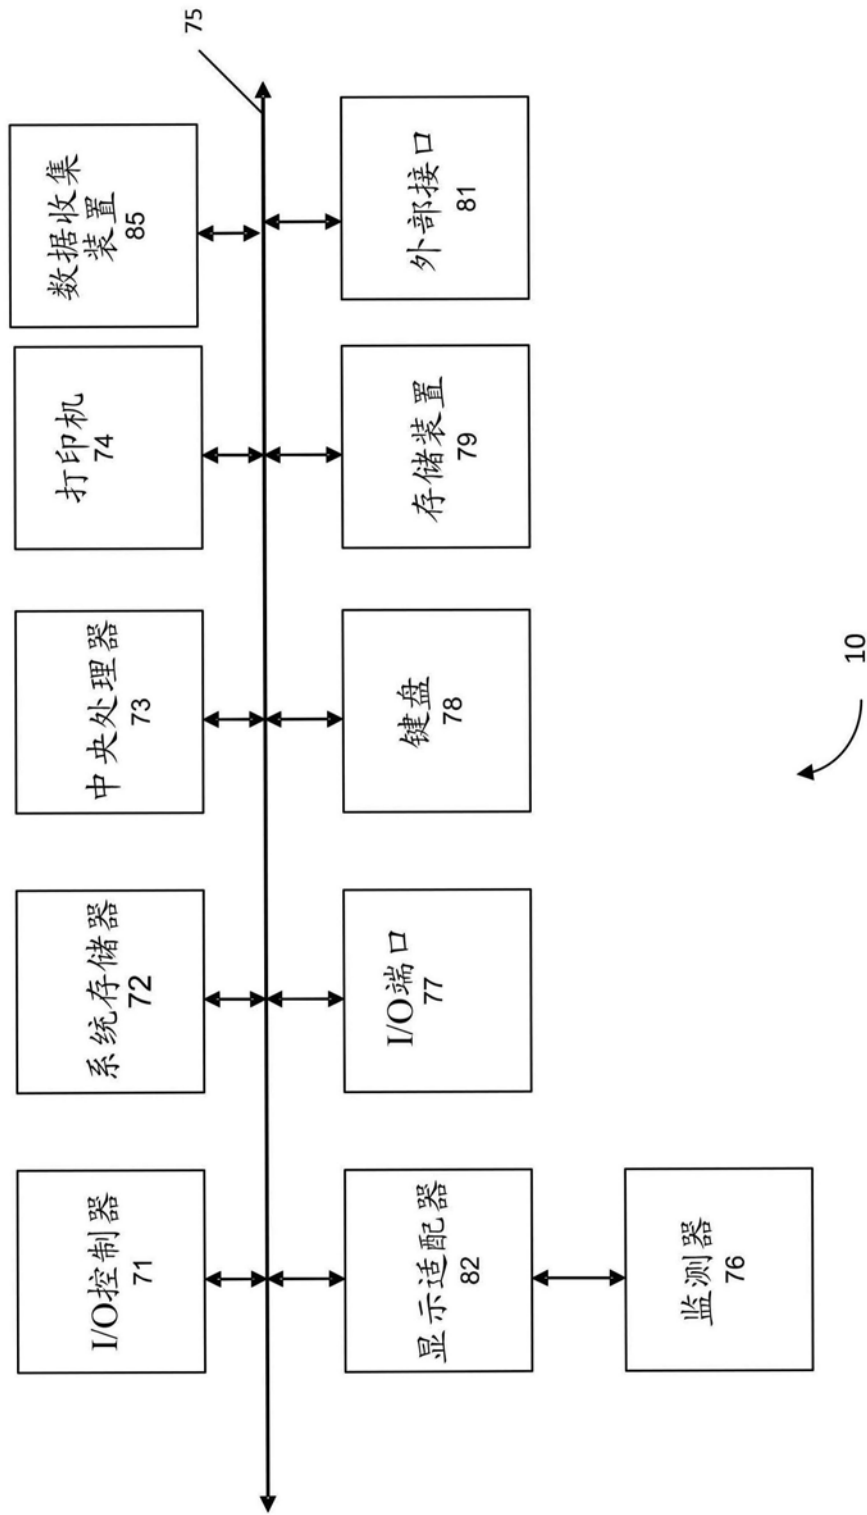 I/O控制器
71
系统存储器
72
中央处理器
73
打印机
74
数据收集
装置
85
75
显示适配器
82
I/O端口
77
键盘
78
存储装置
79
外部接口
81
监测器
76
10